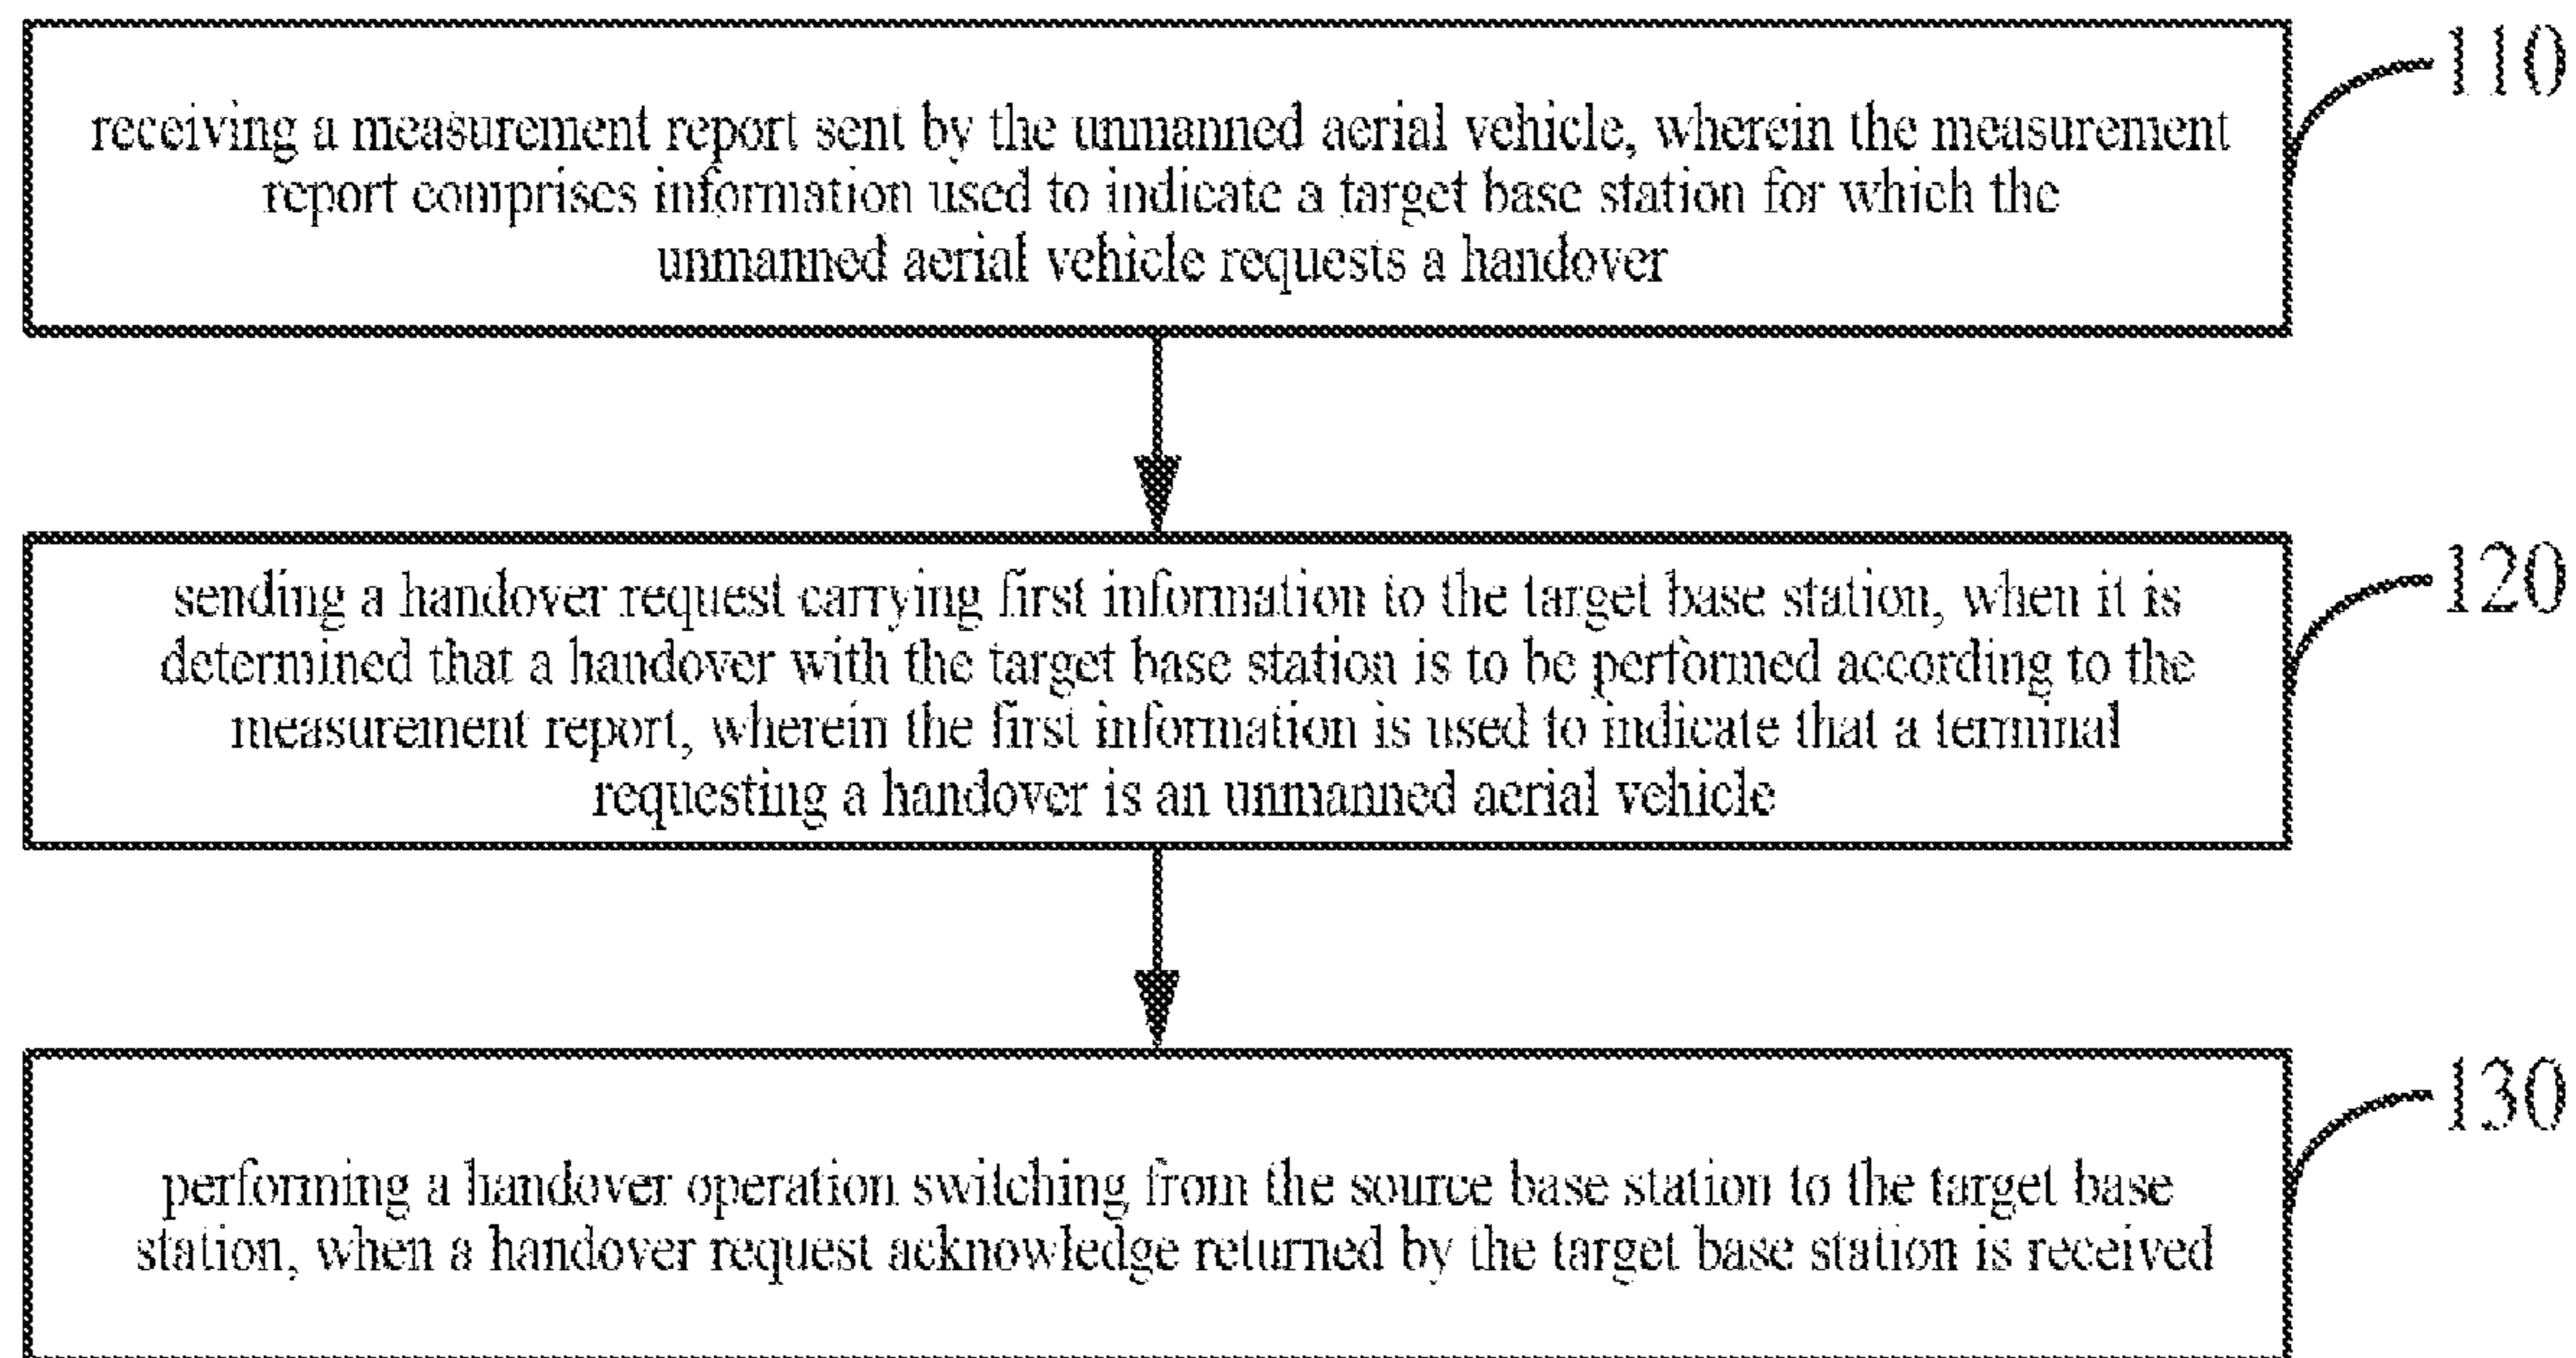 receiving a measurement report sent by the unmanned aerial vehicle, wherein the measurement
report comprises information used to indicate a target base station for which the
unmanned aerial vehicle requests a handover
110
sending a handover request carrying first information to the target base station, when it is
determined that a handover with the target base station is to be performed according to the
measurement report, wherein the first information is used to indicate that a terminal
requesting a handover is an unmanned aerial vehicle
120
performing a handover operation switching from the source base station to the target base
station, when a handover request acknowledge returned by the target base station is received
130